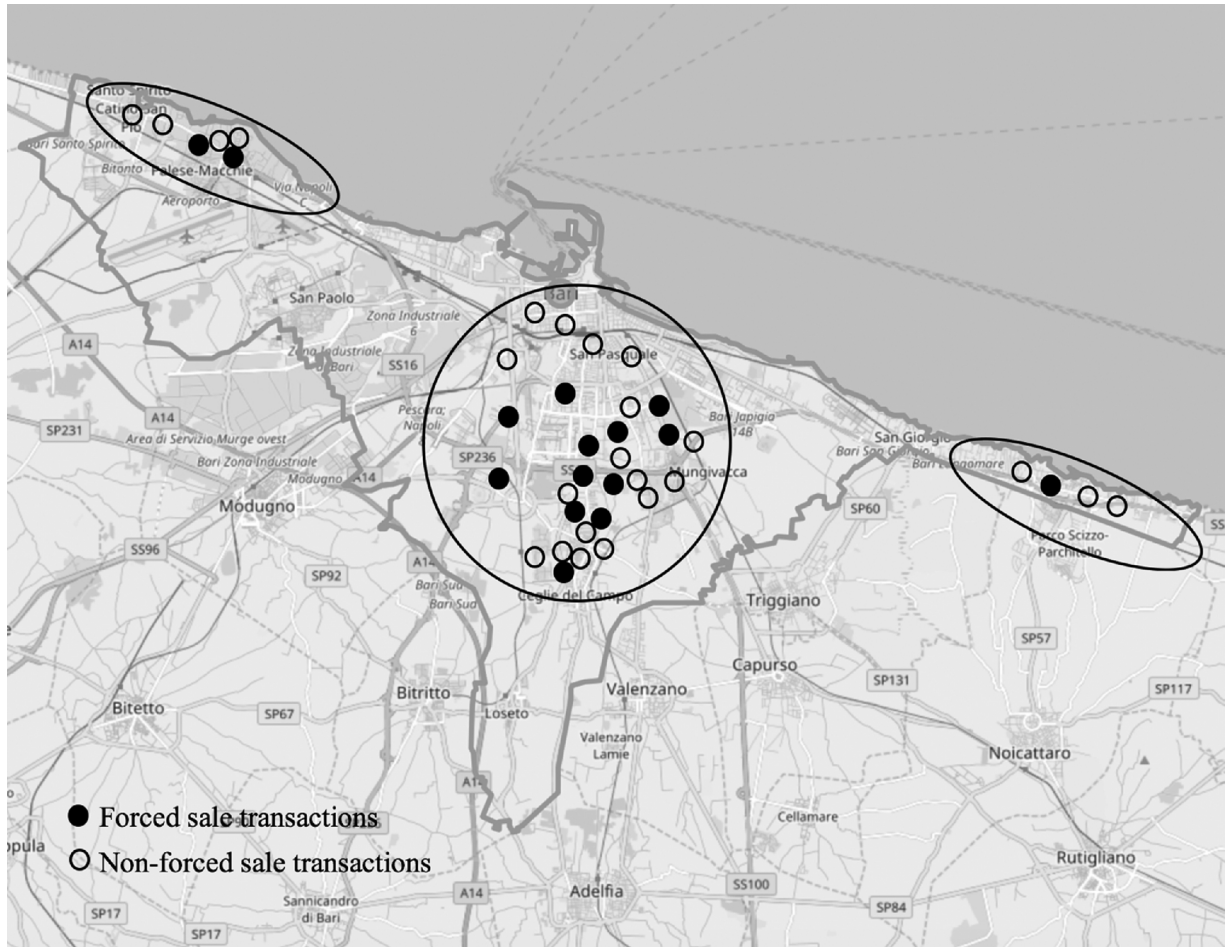 Santo Spirito
Catino San
Pio
Bari Santo Spirito
Bitonto
Palese-Macchie
Aeroporto
Via Napoli
C
Bari
San Paolo
Zona Industriale
6
Zona Industriale
di Bari
San Pasquale
A14
SS16
Pescara;
Napoli
Bari Japigia
14B
A14
SP231
Area di Servizio Murge ovest
Bari Zona Industriale
Modugno
A14
SP236
Mungivacca
San Giorgio
Bari San Giorgio
Bari Lungomare
Modugno
SP60
Parco Scizzo-
Parchitello
SS96
SP92
A14
Bari Sud
Bari Sud
Ceglie del Campo
Triggiano
SP57
Capurso
SP131
Bitritto
Valenzano
SP117
Bitetto
SP67
Loseto
Valenzano
Lamie
Noicattaro
Forced sale transactions
Cellamare
Non-forced sale transactions
Rutigliano
A14
SS100
Adelfia
Sannicandro
di Bari
SP17
SP17
SP84